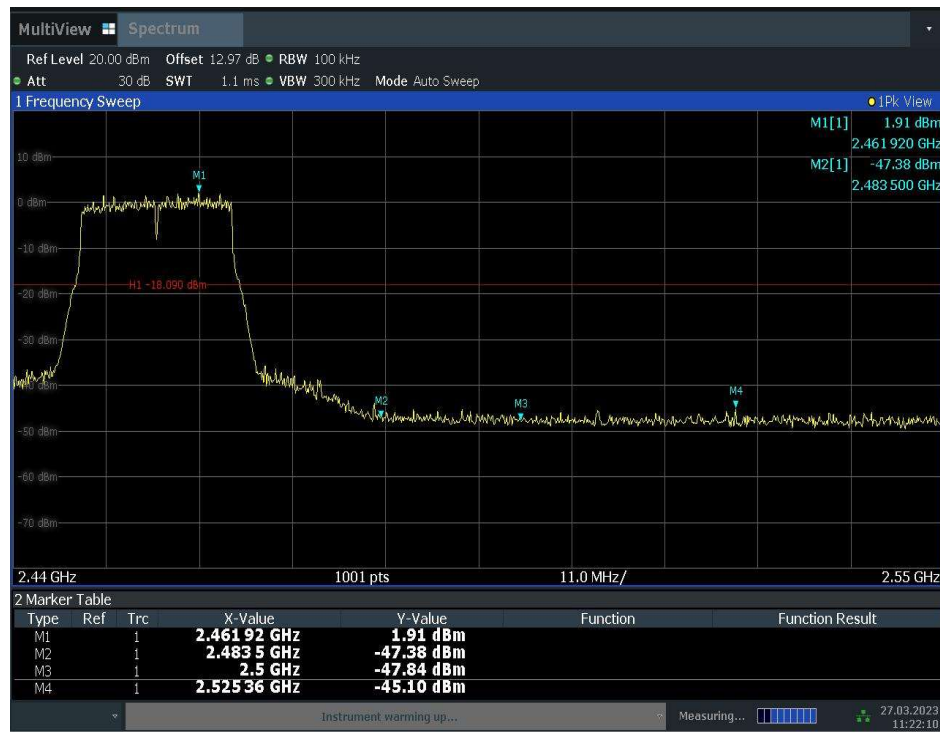 MultiView Spectrum
Ref Level 20.00 dBm Offset 12.97 dB RBW 100 kHz
Att 30 dB SWT 1.1 ms VBW 300 kHz Mode Auto Sweep
1 Frequency Sweep 1Pk View
M1[1] 1.91 dBm
2.461 920 GHz
10 dBm
M2[1] -47.38 dBm
2.483 500 GHz
M1
0 dBm
-10 dBm
H1 -18.090 dBm
-20 dBm
-30 dBm
M4
M2
M3
-50 dBm
-60 dBm
-70 dBm
2.44 GHz 1001 pts 11.0 MHz/ 2.55 GHz
2 Marker Table
Type Ref Trc X-Value Y-Value Function Function Result
M1 1 2.461 92 GHz 1.91 dBm
M2 1 2.483 5 GHz -47.38 dBm
M3 1 2.5 GHz -47.84 dBm
M4 1 2.525 36 GHz -45.10 dBm
Instrument warming up... Measuring... 27.03.2023
11:22:10